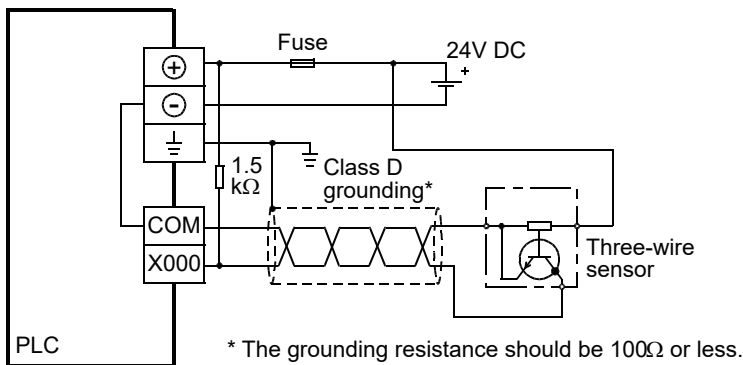 Fuse
24V DC
+
+
-
1.5
kΩ
Class D
grounding*
COM
X000
Three-wire
sensor
PLC
* The grounding resistance should be 100Ω or less.